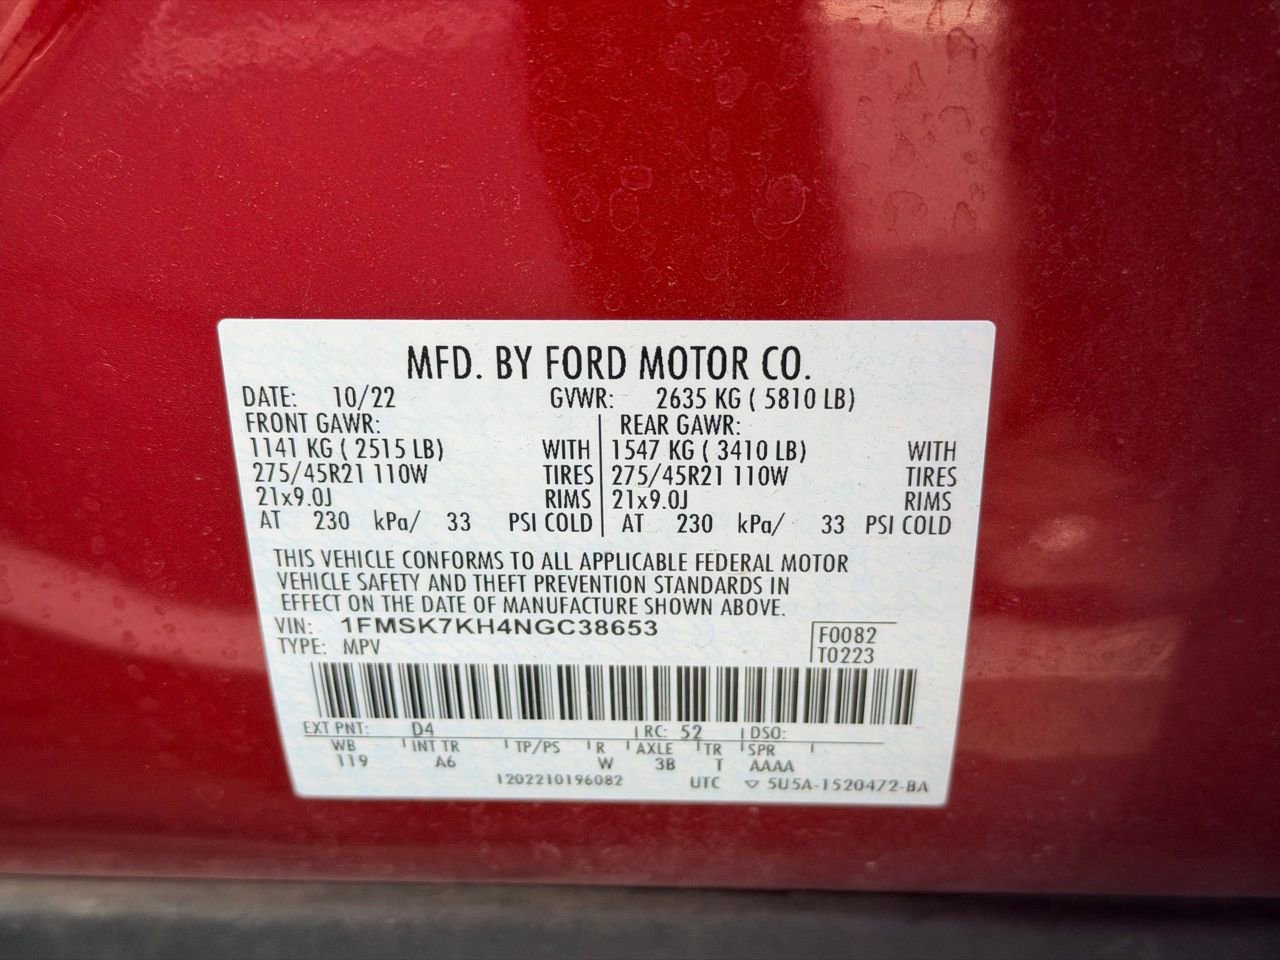 MFD. BY FORD MOTOR CO.
DATE: 10/22 GVWR: 2635 KG ( 5810 LB)
FRONT GAWR: REAR GAWR:
1141 KG ( 2515 LB) WITH 1547 KG ( 3410 LB) WITH
275/45R21 110W TIRES 275/45R21 110W TIRES
21x9.0J RIMS 21x9.0J RIMS
AT 230 kPa/ 33 PSI COLD AT 230 kPa/ 33 PSI COLD
THIS VEHICLE CONFORMS TO ALL APPLICABLE FEDERAL MOTOR
VEHICLE SAFETY AND THEFT PREVENTION STANDARDS IN
EFFECT ON THE DATE OF MANUFACTURE SHOWN ABOVE.
VIN: 1FMSK7KH4NGC38653 F0082
TYPE: MPV T0223
EXT PNT: D4 RC: 52 DSO:
WB INT TR TP/PS R AXLE TR SPR
119 A6 W 3B T AAAA
1202210196082 UTC ▽ 5U5A-1520472-BA